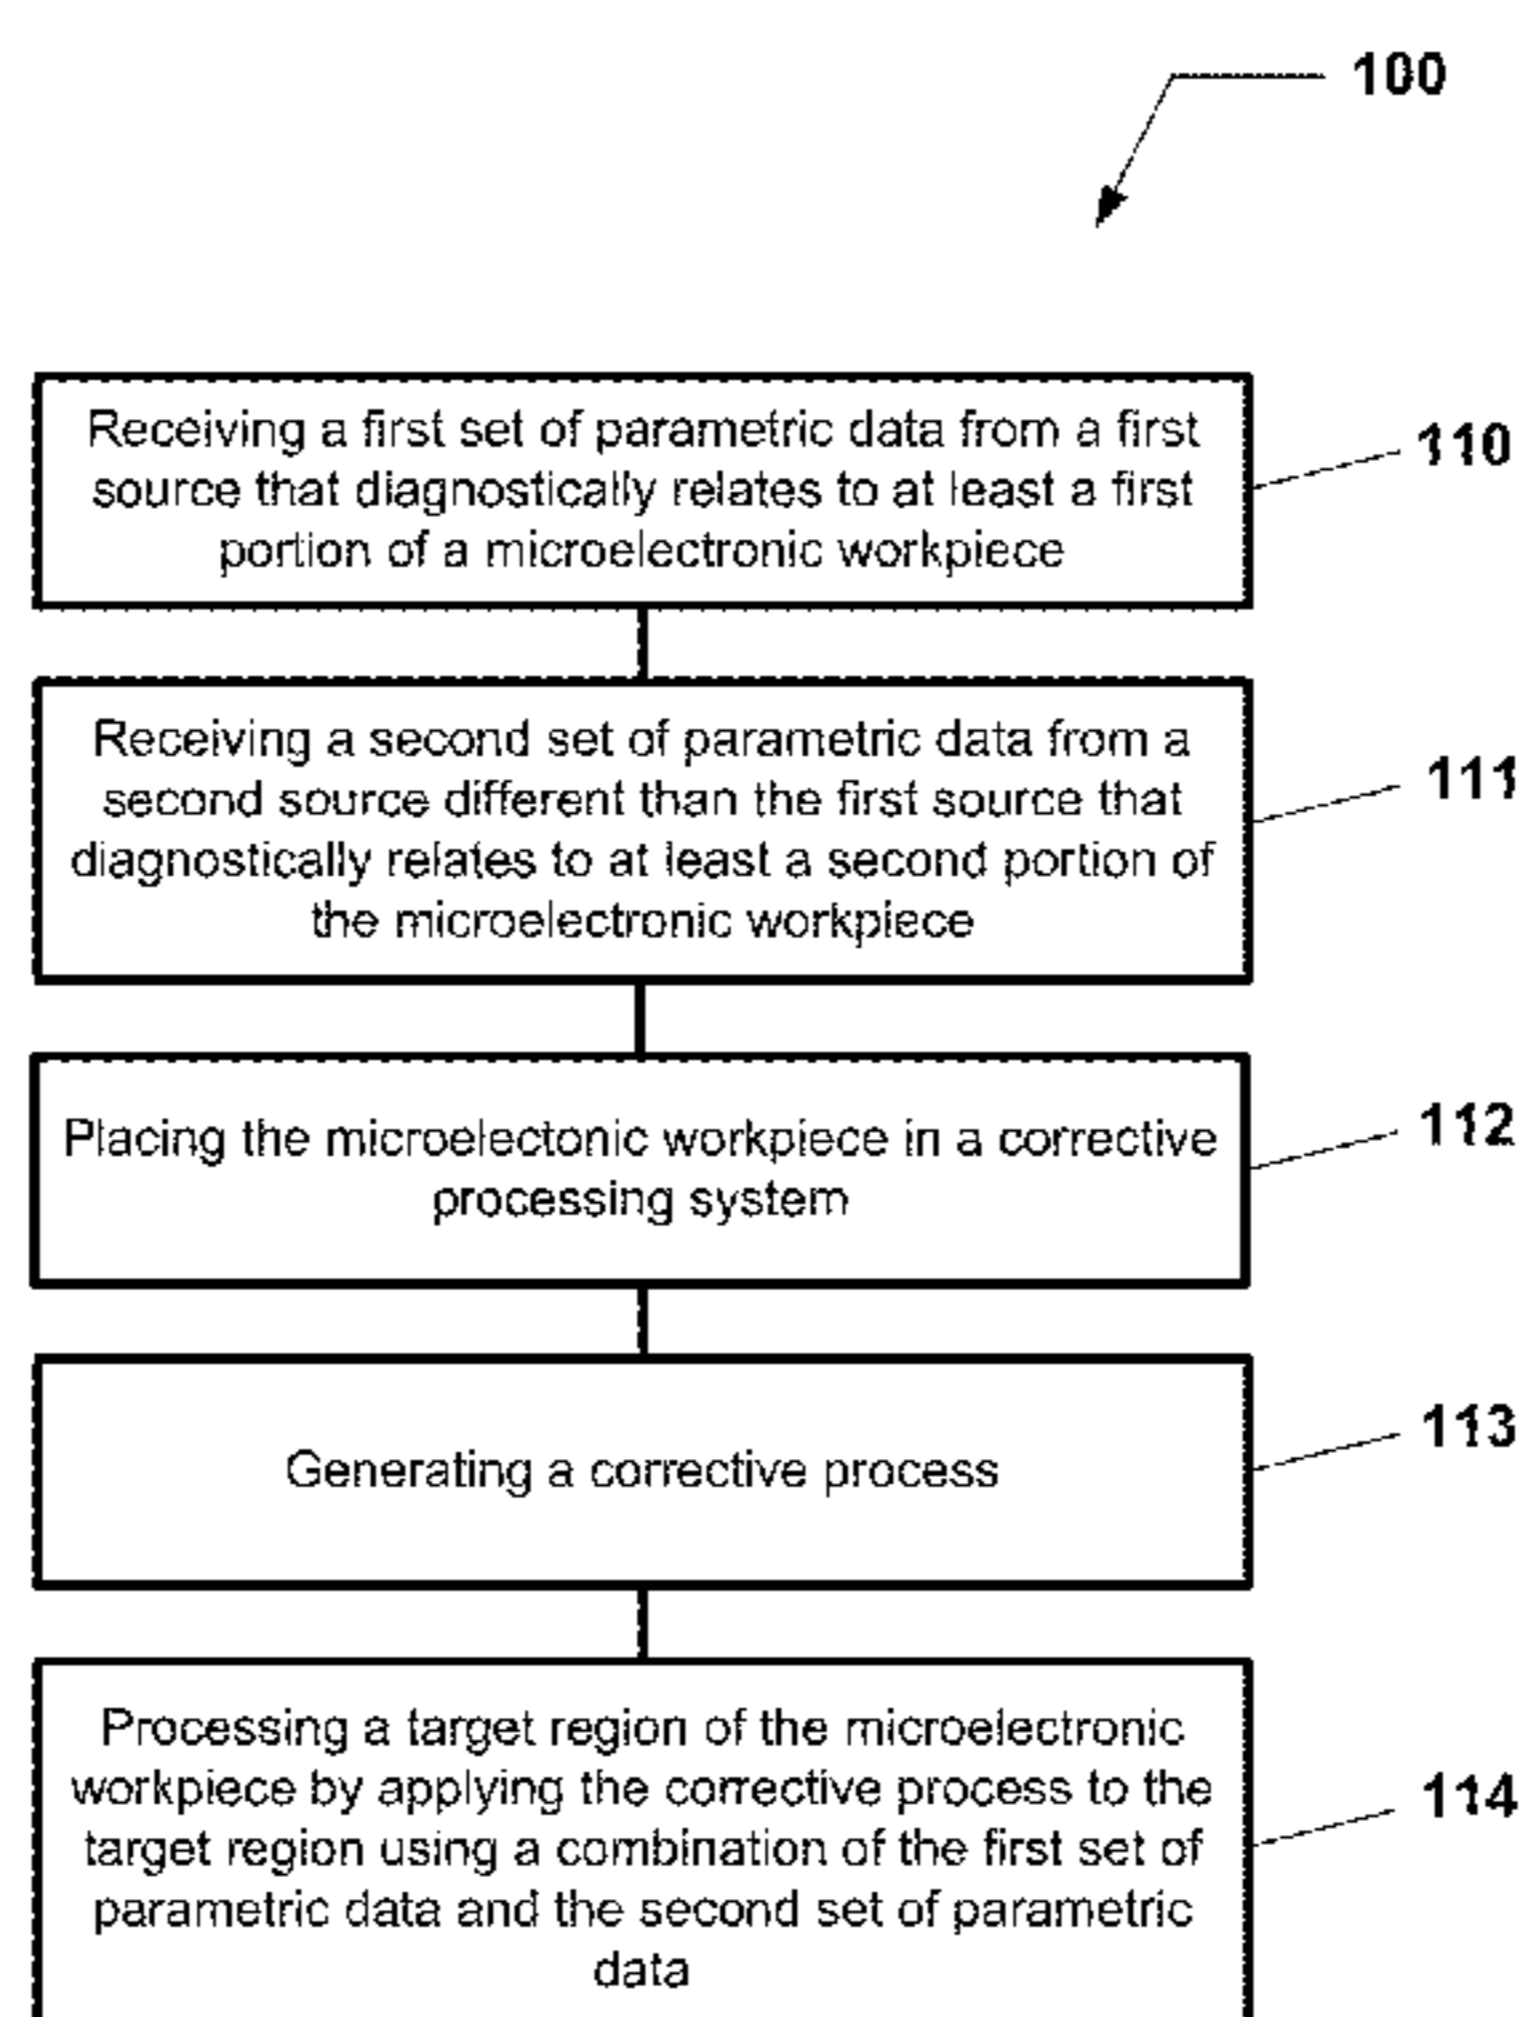 100
Receiving a first set of parametric data from a first
source that diagnostically relates to at least a first
portion of a microelectronic workpiece
110
Receiving a second set of parametric data from a
second source different than the first source that
diagnostically relates to at least a second portion of
the microelectronic workpiece
111
Placing the microelectonic workpiece in a corrective
processing system
112
Generating a corrective process
113
Processing a target region of the microelectronic
workpiece by applying the corrective process to the
target region using a combination of the first set of
parametric data and the second set of parametric
data
114